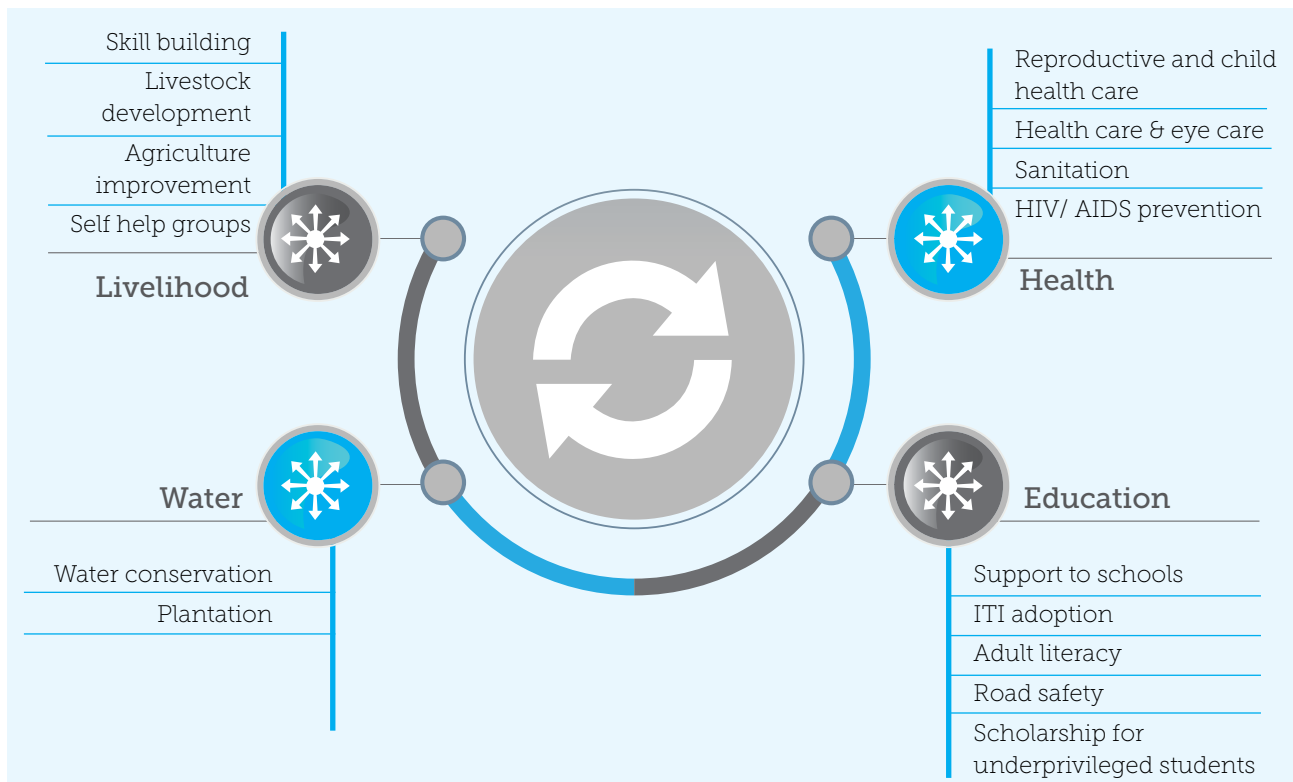 Skill building
Livestock
development
Agriculture
improvement
Self help groups
Livelihood
Reproductive and child
health care
Health care & eye care
Sanitation
HIV/ AIDS prevention
Health
Water
Water conservation
Plantation
Education
Support to schools
ITI adoption
Adult literacy
Road safety
Scholarship for
underprivileged students